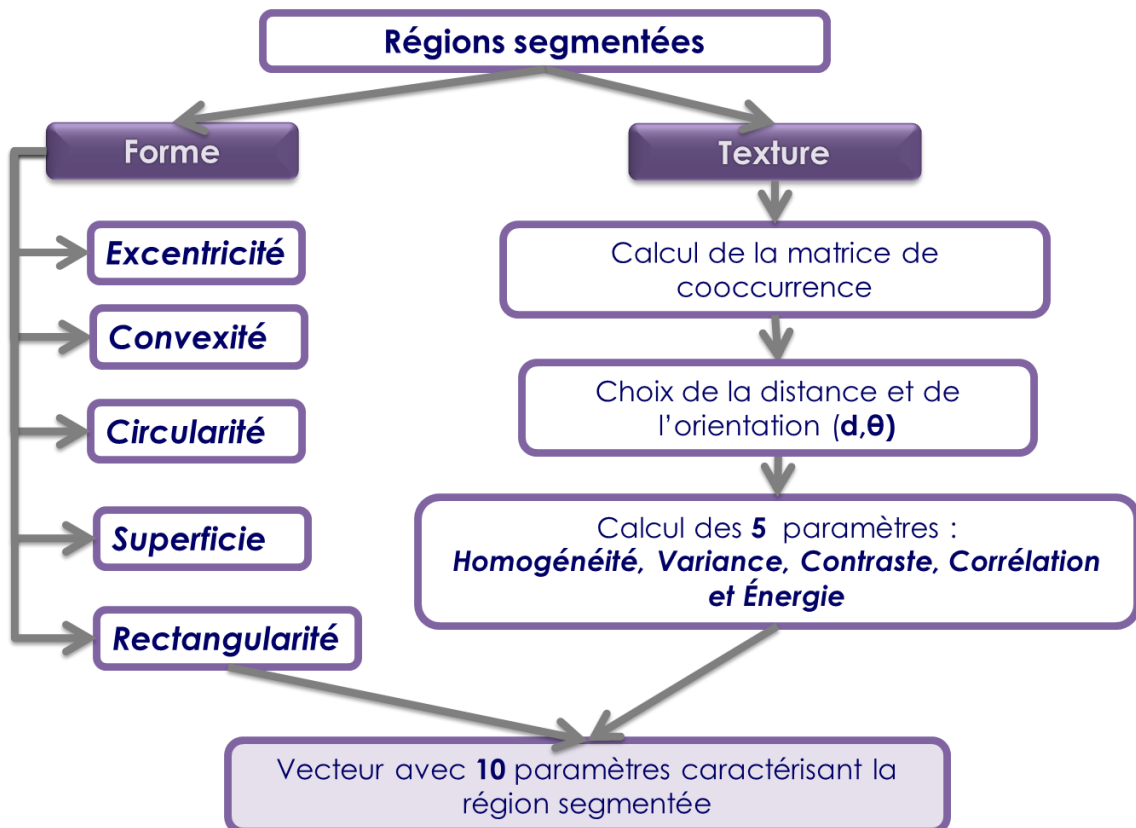 Régions segmentées
Forme
Texture
Excentricité
Convexité
Circularité
Superficie
Rectangularité
Calcul de la matrice de
cooccurrence
Choix de la distance et de
l'orientation (d,θ)
Calcul des 5 paramètres :
Homogénéité, Variance, Contraste, Corrélation
et Énergie
Vecteur avec 10 paramètres caractérisant la
région segmentée